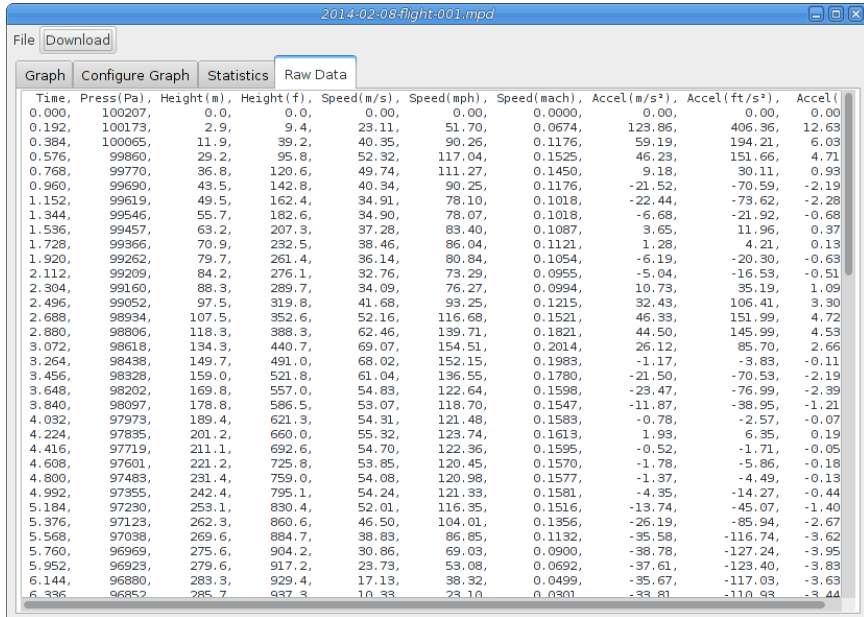 2014-02-08-flight-001.mpd
File Download
Graph Configure Graph Statistics Raw Data
Time, Press(Pa), Height(m), Height(f), Speed(m/s), Speed(mph), Speed(mach), Accel(m/s²), Accel(ft/s²), Accel(
0.000, 100207, 0.0, 0.0, 0.00, 0.00, 0.0000, 0.00, 0.00, 0.00
0.192, 100173, 2.9, 9.4, 23.11, 51.70, 0.0674, 123.86, 406.36, 12.63
0.384, 100065, 11.9, 39.2, 40.35, 90.26, 0.1176, 59.19, 194.21, 6.03
0.576, 99860, 29.2, 95.8, 52.32, 117.04, 0.1525, 46.23, 151.66, 4.71
0.768, 99770, 36.8, 120.6, 49.74, 111.27, 0.1450, 9.18, 30.11, 0.93
0.960, 99690, 43.5, 142.8, 40.34, 90.25, 0.1176, -21.52, -70.59, -2.19
1.152, 99619, 49.5, 162.4, 34.91, 78.10, 0.1018, -22.44, -73.62, -2.28
1.344, 99546, 55.7, 182.6, 34.90, 78.07, 0.1018, -6.68, -21.92, -0.68
1.536, 99457, 63.2, 207.3, 37.28, 83.40, 0.1087, 3.65, 11.96, 0.37
1.728, 99366, 70.9, 232.5, 38.46, 86.04, 0.1121, 1.28, 4.21, 0.13
1.920, 99262, 79.7, 261.4, 36.14, 80.84, 0.1054, -6.19, -20.30, -0.63
2.112, 99209, 84.2, 276.1, 32.76, 73.29, 0.0955, -5.04, -16.53, -0.51
2.304, 99160, 88.3, 289.7, 34.09, 76.27, 0.0994, 10.73, 35.19, 1.09
2.496, 99052, 97.5, 319.8, 41.68, 93.25, 0.1215, 32.43, 106.41, 3.30
2.688, 98934, 107.5, 352.6, 52.16, 116.68, 0.1521, 46.33, 151.99, 4.72
2.880, 98806, 118.3, 388.3, 62.46, 139.71, 0.1821, 44.50, 145.99, 4.53
3.072, 98618, 134.3, 440.7, 69.07, 154.51, 0.2014, 26.12, 85.70, 2.66
3.264, 98438, 149.7, 491.0, 68.02, 152.15, 0.1983, -1.17, -3.83, -0.11
3.456, 98328, 159.0, 521.8, 61.04, 136.55, 0.1780, -21.50, -70.53, -2.19
3.648, 98202, 169.8, 557.0, 54.83, 122.64, 0.1598, -23.47, -76.99, -2.39
3.840, 98097, 178.8, 586.5, 53.07, 118.70, 0.1547, -11.87, -38.95, -1.21
4.032, 97973, 189.4, 621.3, 54.31, 121.48, 0.1583, -0.78, -2.57, -0.07
4.224, 97835, 201.2, 660.0, 55.32, 123.74, 0.1613, 1.93, 6.35, 0.19
4.416, 97719, 211.1, 692.6, 54.70, 122.36, 0.1595, -0.52, -1.71, -0.05
4.608, 97601, 221.2, 725.8, 53.85, 120.45, 0.1570, -1.78, -5.86, -0.18
4.800, 97483, 231.4, 759.0, 54.08, 120.98, 0.1577, -1.37, -4.49, -0.13
4.992, 97355, 242.4, 795.1, 54.24, 121.33, 0.1581, -4.35, -14.27, -0.44
5.184, 97230, 253.1, 830.4, 52.01, 116.35, 0.1516, -13.74, -45.07, -1.40
5.376, 97123, 262.3, 860.6, 46.50, 104.01, 0.1356, -26.19, -85.94, -2.67
5.568, 97038, 269.6, 884.7, 38.83, 86.85, 0.1132, -35.58, -116.74, -3.62
5.760, 96969, 275.6, 904.2, 30.86, 69.03, 0.0900, -38.78, -127.24, -3.95
5.952, 96923, 279.6, 917.2, 23.73, 53.08, 0.0692, -37.61, -123.40, -3.83
6.144, 96880, 283.3, 929.4, 17.13, 38.32, 0.0499, -35.67, -117.03, -3.63
6.336, 96852, 285.7, 937.3, 10.33, 23.10, 0.0301, -33.81, -110.93, -3.44